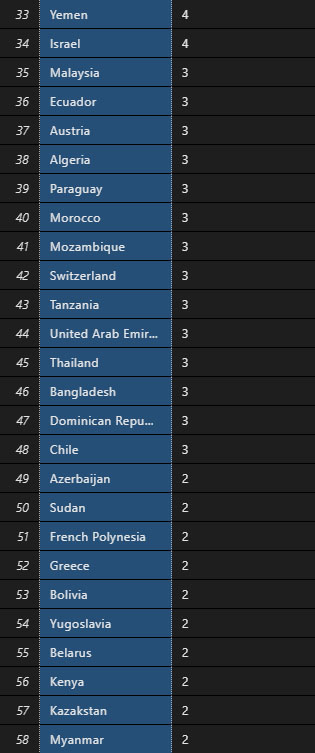 33 Yemen 4
34 Israel 4
35 Malaysia 3
36 Ecuador 3
37 Austria 3
38 Algeria 3
39 Paraguay 3
40 Morocco 3
41 Mozambique 3
42 Switzerland 3
43 Tanzania 3
44 United Arab Emir... 3
45 Thailand 3
46 Bangladesh 3
47 Dominican Repu... 3
48 Chile 3
49 Azerbaijan 2
50 Sudan 2
51 French Polynesia 2
52 Greece 2
53 Bolivia 2
54 Yugoslavia 2
55 Belarus 2
56 Kenya 2
57 Kazakstan 2
58 Myanmar 2